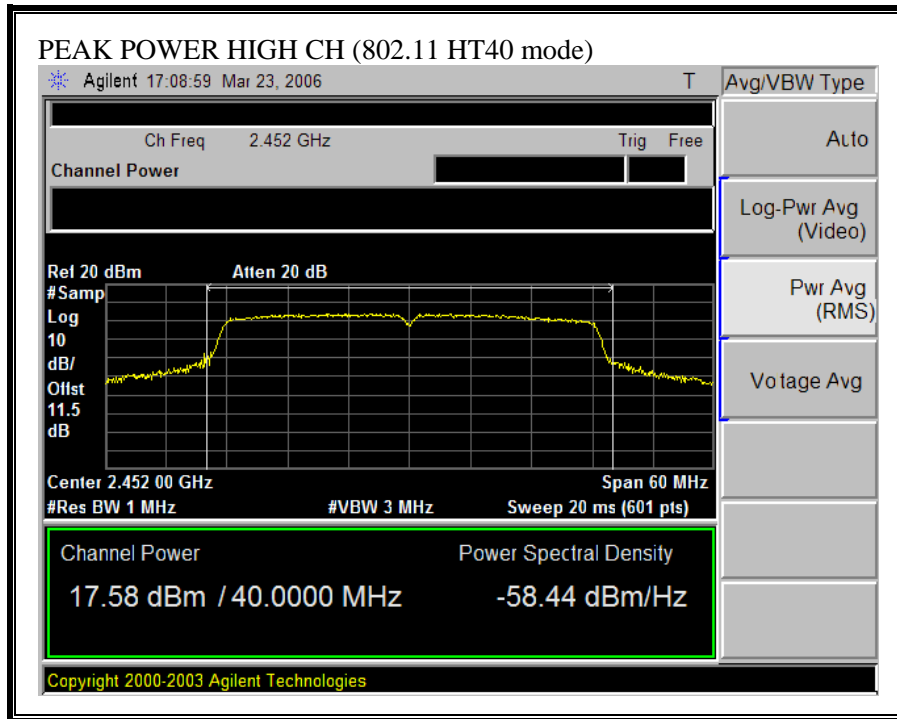 PEAK POWER HIGH CH (802.11 HT40 mode)
Agilent 17:08:59 Mar 23, 2006 T
Avg/VBW Type
Ch Freq 2.452 GHz Trig Free
Channel Power
Auto
Log-Pwr Avg
(Video)
Pwr Avg
(RMS)
Vo tage Avg
Ref 20 dBm Atten 20 dB
#Samp
Log
10
dB/
Offst
11.5
dB
Center 2.452 00 GHz Span 60 MHz
#Res BW 1 MHz #VBW 3 MHz Sweep 20 ms (601 pts)
Channel Power Power Spectral Density
17.58 dBm / 40.0000 MHz -58.44 dBm/Hz
Copyright 2000-2003 Agilent Technologies